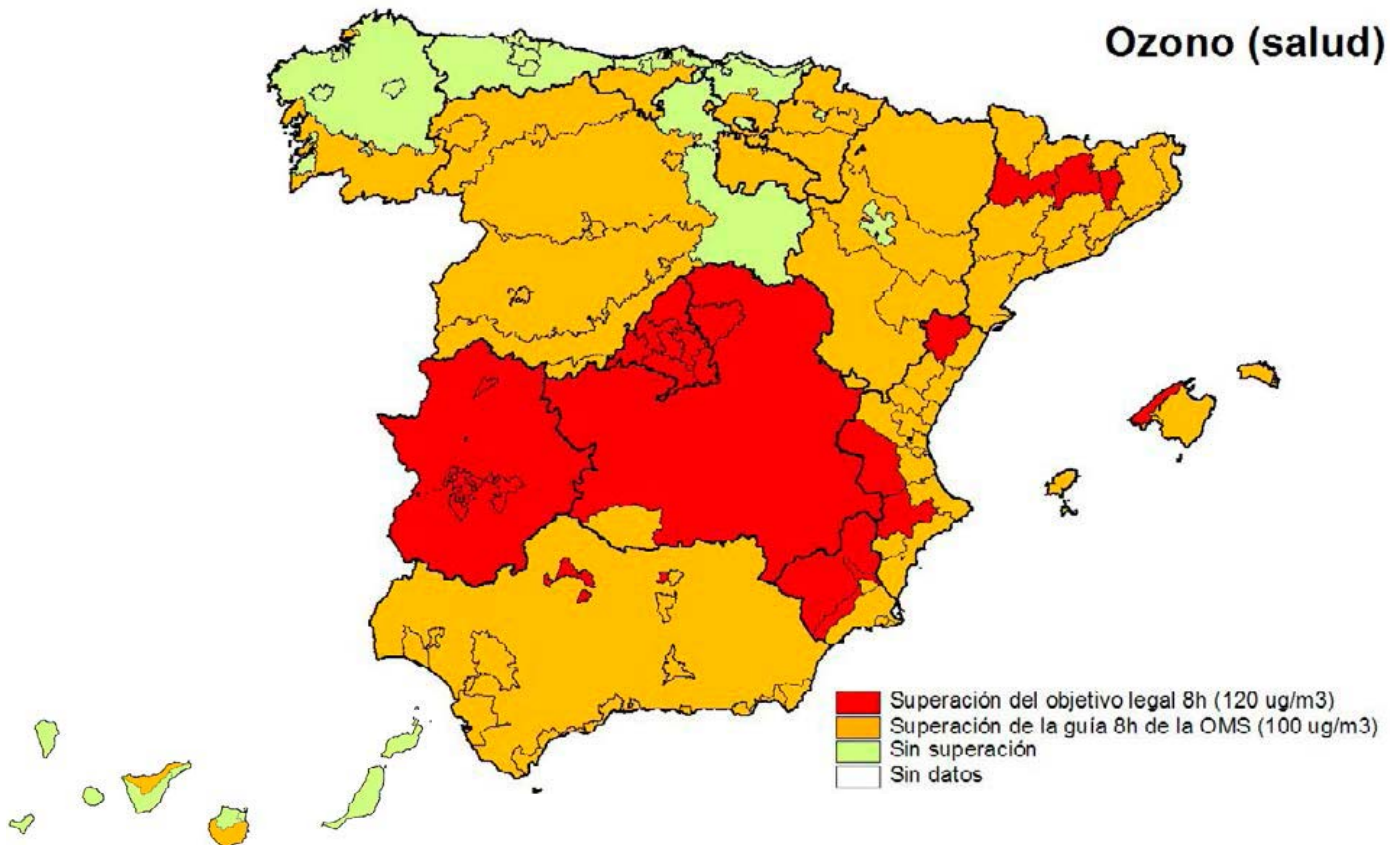 Ozono (salud)
Superación del objetivo legal 8h (120 ug/m3)
Superación de la guía 8h de la OMS (100 ug/m3)
Sin superación
Sin datos